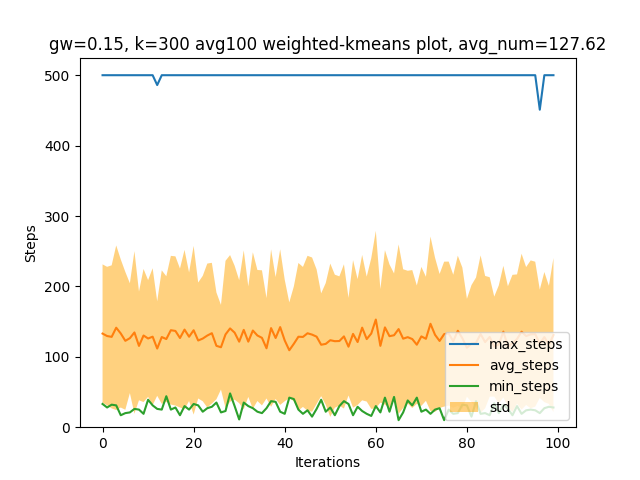 gw=0.15, k=300 avg100 weighted-kmeans plot, avg_num=127.62
500
400
300
200
100
0
Steps
max_steps
avg_steps
min_steps
std
0 20 40 60 80 100
Iterations